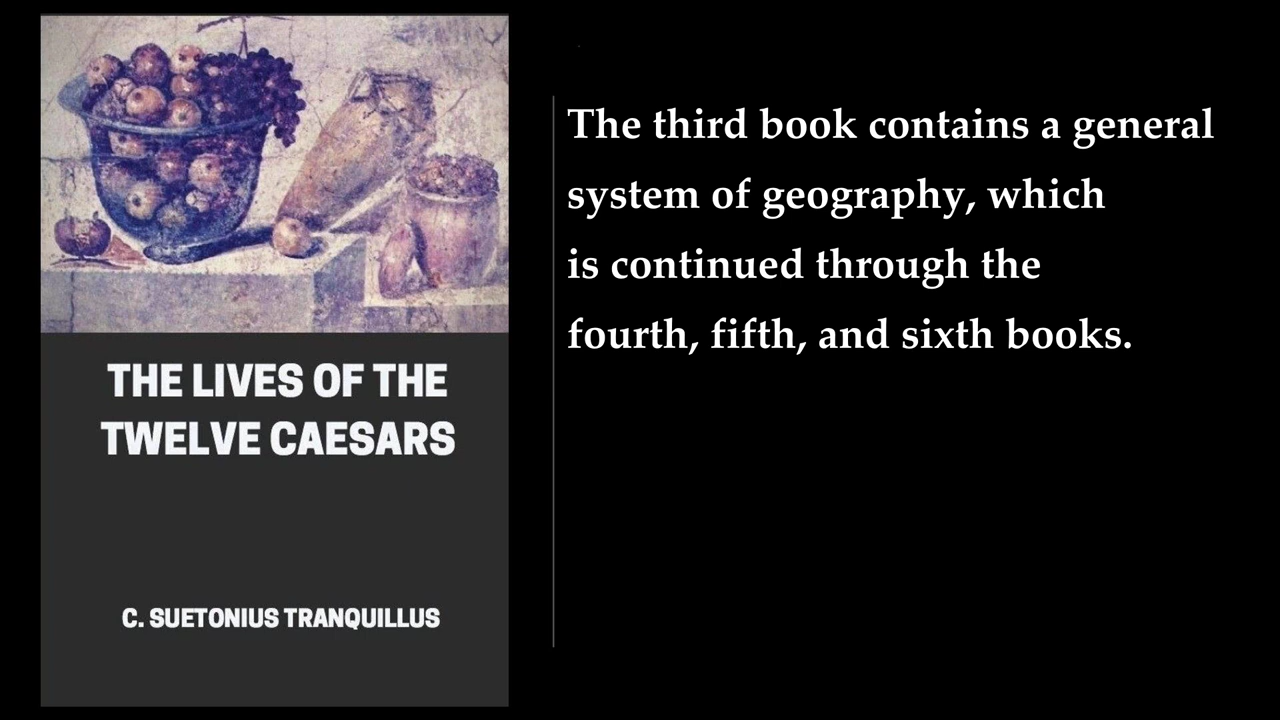 THE LIVES OF THE
TWELVE CAESARS
C. SUETONIUS TRANQUILLUS
The third book contains a general
system of geography, which
is continued through the
fourth, fifth, and sixth books.